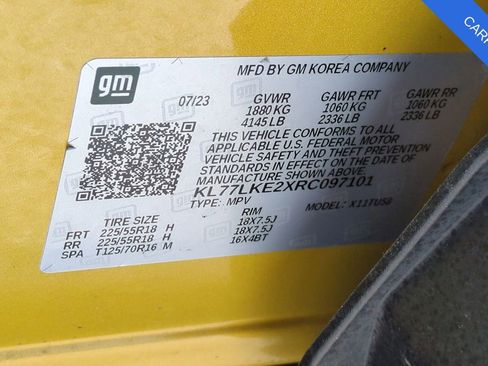 CARF
gm
MFD BY GM KOREA COMPANY
07/23 GVWR GAWR FRT GAWR RR
1880 KG 1060 KG 1060 KG
4145 LB 2336 LB 2336 LB
THIS VEHICLE CONFORMS TO ALL
APPLICABLE U.S. FEDERAL MOTOR
VEHICLE SAFETY AND THEFT PREVENTION
STANDARDS IN EFFECT ON THE DATE OF
MANUFACTURE SHOWN ABOVE.
KL77LKE2XRC097101
TYPE: MPV MODEL: X11TUS8
TIRE SIZE RIM
FRT 225/55R18 H 18X7.5J
RR 225/55R18 H 18X7.5J
SPA T125/70R16 M 16X4BT